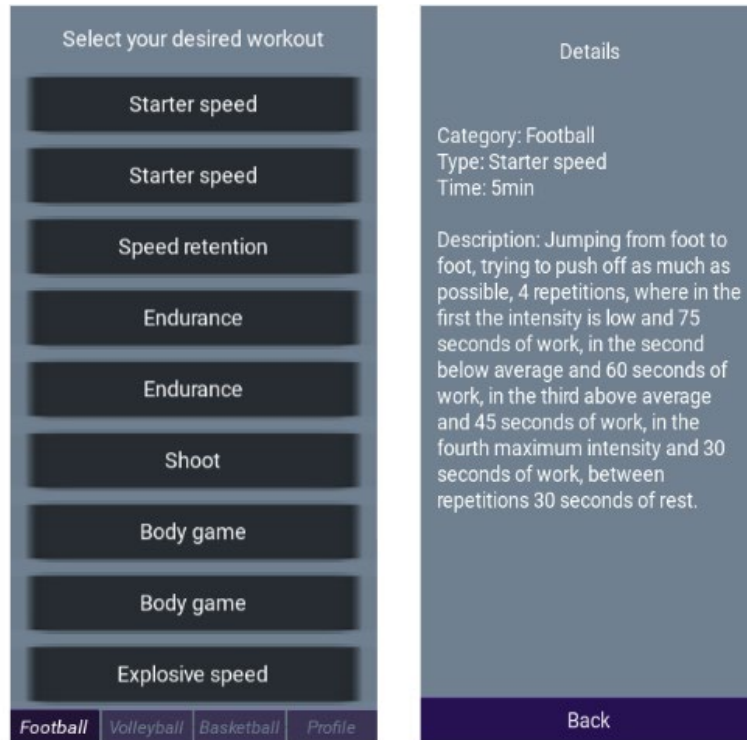 Select your desired workout
Starter speed
Starter speed
Speed retention
Endurance
Endurance
Shoot
Body game
Body game
Explosive speed
Football Volleyball Basketball Profile
Details
Category: Football
Type: Starter speed
Time: 5min
Description: Jumping from foot to
foot, trying to push off as much as
possible, 4 repetitions, where in the
first the intensity is low and 75
seconds of work, in the second
below average and 60 seconds of
work, in the third above average
and 45 seconds of work, in the
fourth maximum intensity and 30
seconds of work, between
repetitions 30 seconds of rest.
Back